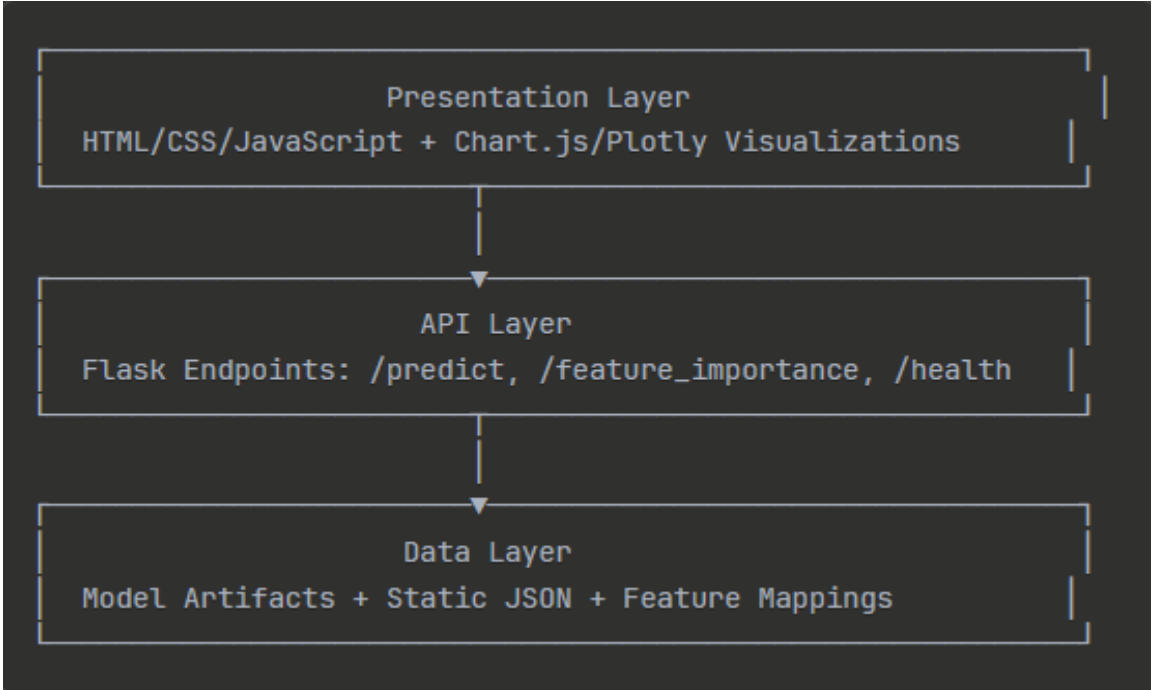 Presentation Layer
HTML/CSS/JavaScript + Chart.js/Plotly Visualizations
API Layer
Flask Endpoints: /predict, /feature_importance, /health
Data Layer
Model Artifacts + Static JSON + Feature Mappings